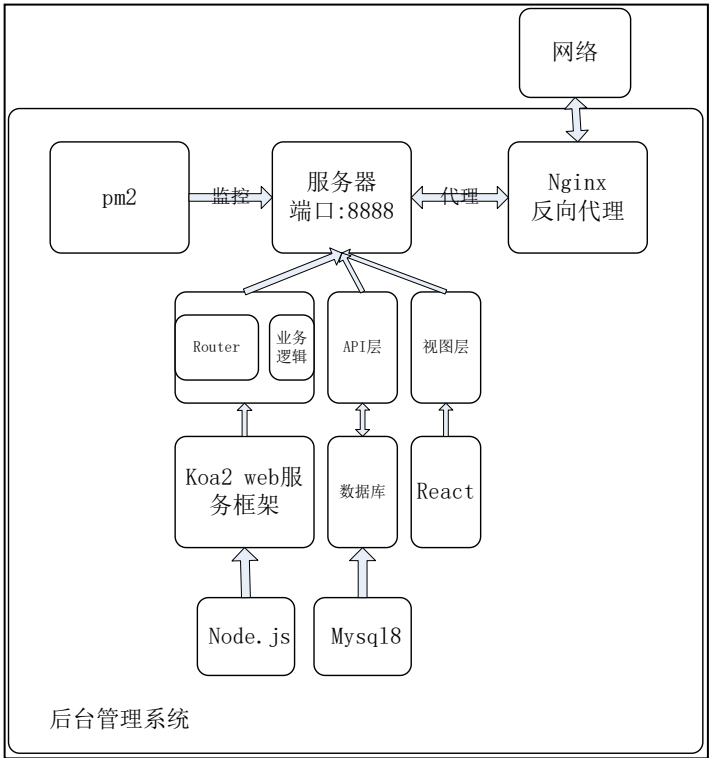 网络
pm2
监控
服务器
端口:8888
代理
Nginx
反向代理
Router
业务
逻辑
API层
视图层
Koa2 web服
务框架
数据库
React
Node.js
Mysql8
后台管理系统